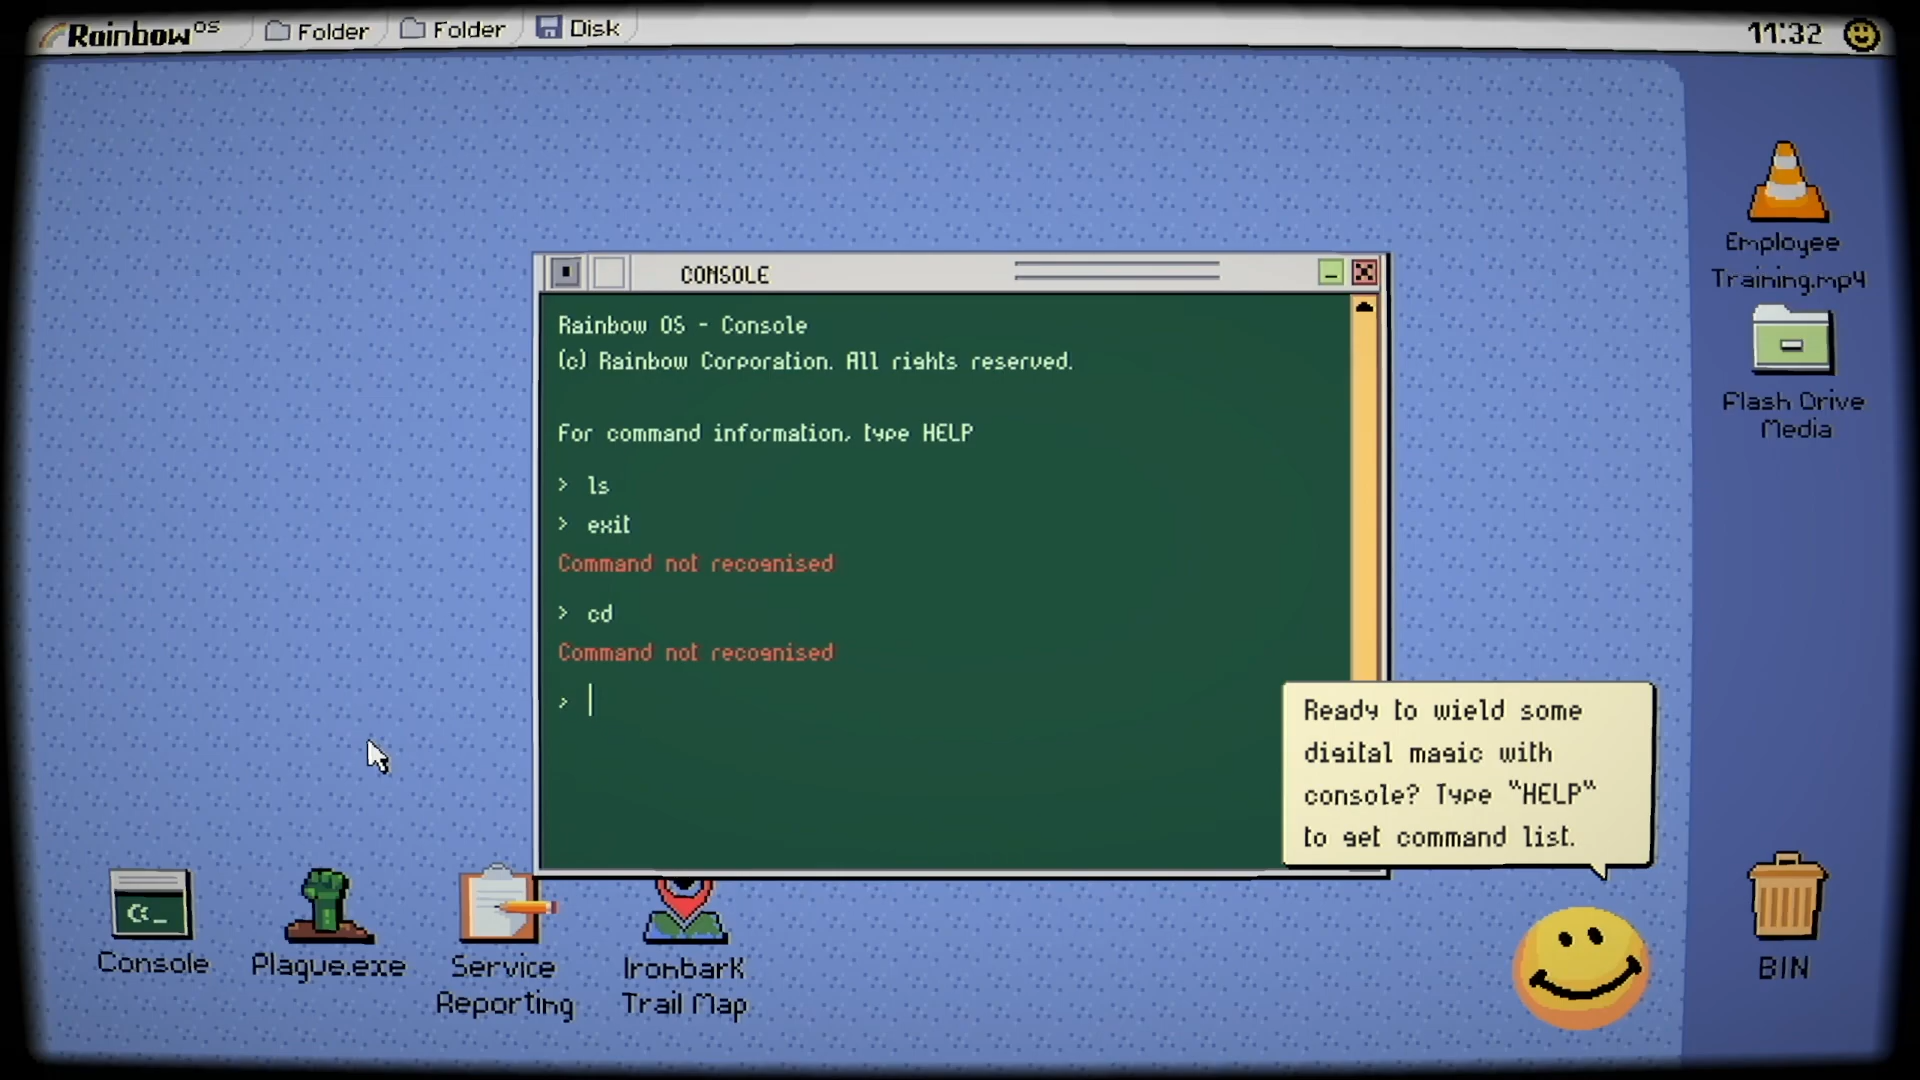 RainbowOS
Folder
Folder
Disk
11:32
Employee
Training.mp4
Flash Drive
Media
CONSOLE
Rainbow OS - Console
(c) Rainbow Corporation. All rights reserved.
For command information, type HELP
> ls
> exit
Command not recognised
> cd
Command not recognised
>
Ready to wield some
digital magic with
console? Type "HELP"
to get command list.
C:_
Console
Plague.exe
Service
Reporting
Ironbark
Trail Map
BIN